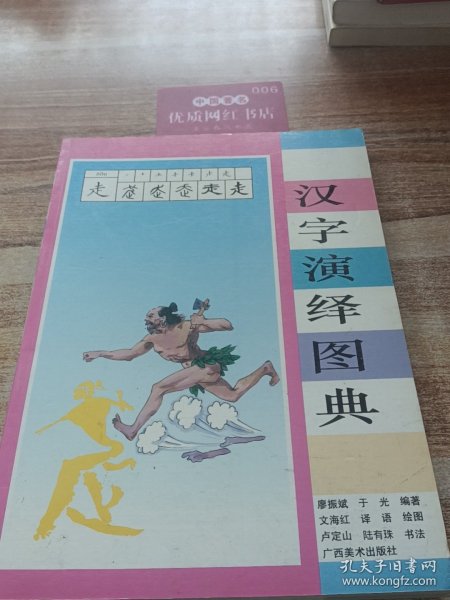 006
中国著名
优质网红书店
zǒu
走
汉字演绎图典
廖振斌 于光 编著
文海红 译语 绘图
卢定山 陆有珠 书法
广西美术出版社
孔夫子旧书网
www.kongfz.com